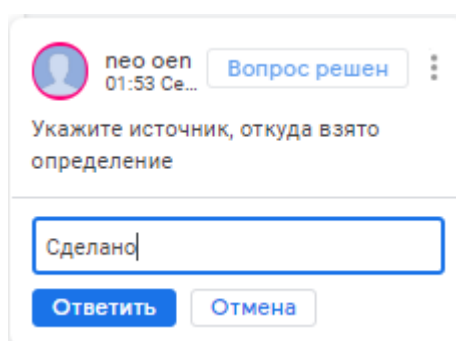 neo oen
Вопрос решен
01:53 Се...
Укажите источник, откуда взято
определение
Сделано
Ответить Отмена